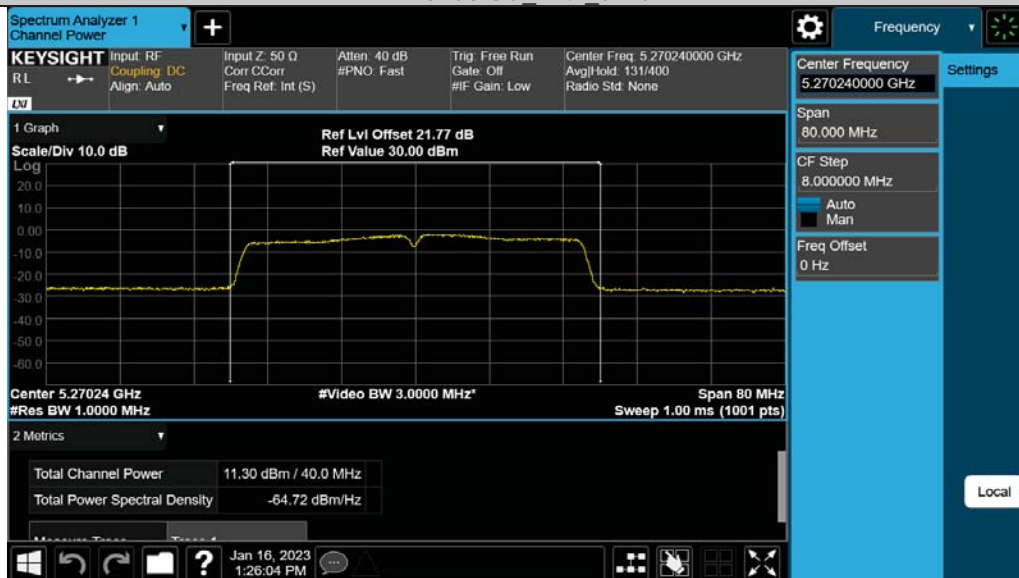 Spectrum Analyzer 1
Channel Power
+
Frequency
KEYSIGHT
RL
LXI
Input: RF
Coupling: DC
Align: Auto
Input Z: 50 Ω
Corr CCorr
Freq Ref: Int (S)
Atten: 40 dB
#PNO: Fast
Trig: Free Run
Gate: Off
#IF Gain: Low
Center Freq: 5.270240000 GHz
Avg|Hold: 131/400
Radio Std: None
Center Frequency
5.270240000 GHz
Settings
Span
80.000 MHz
CF Step
8.000000 MHz
Auto
Man
Freq Offset
0 Hz
Local
1 Graph
Scale/Div 10.0 dB
Ref Lvl Offset 21.77 dB
Ref Value 30.00 dBm
Log
20.0
10.0
0.00
-10.0
-20.0
-30.0
-40.0
-50.0
-60.0
Center 5.27024 GHz
#Video BW 3.0000 MHz*
Span 80 MHz
#Res BW 1.0000 MHz
Sweep 1.00 ms (1001 pts)
2 Metrics
Total Channel Power 11.30 dBm / 40.0 MHz
Total Power Spectral Density -64.72 dBm/Hz
?
Jan 16, 2023
1:26:04 PM